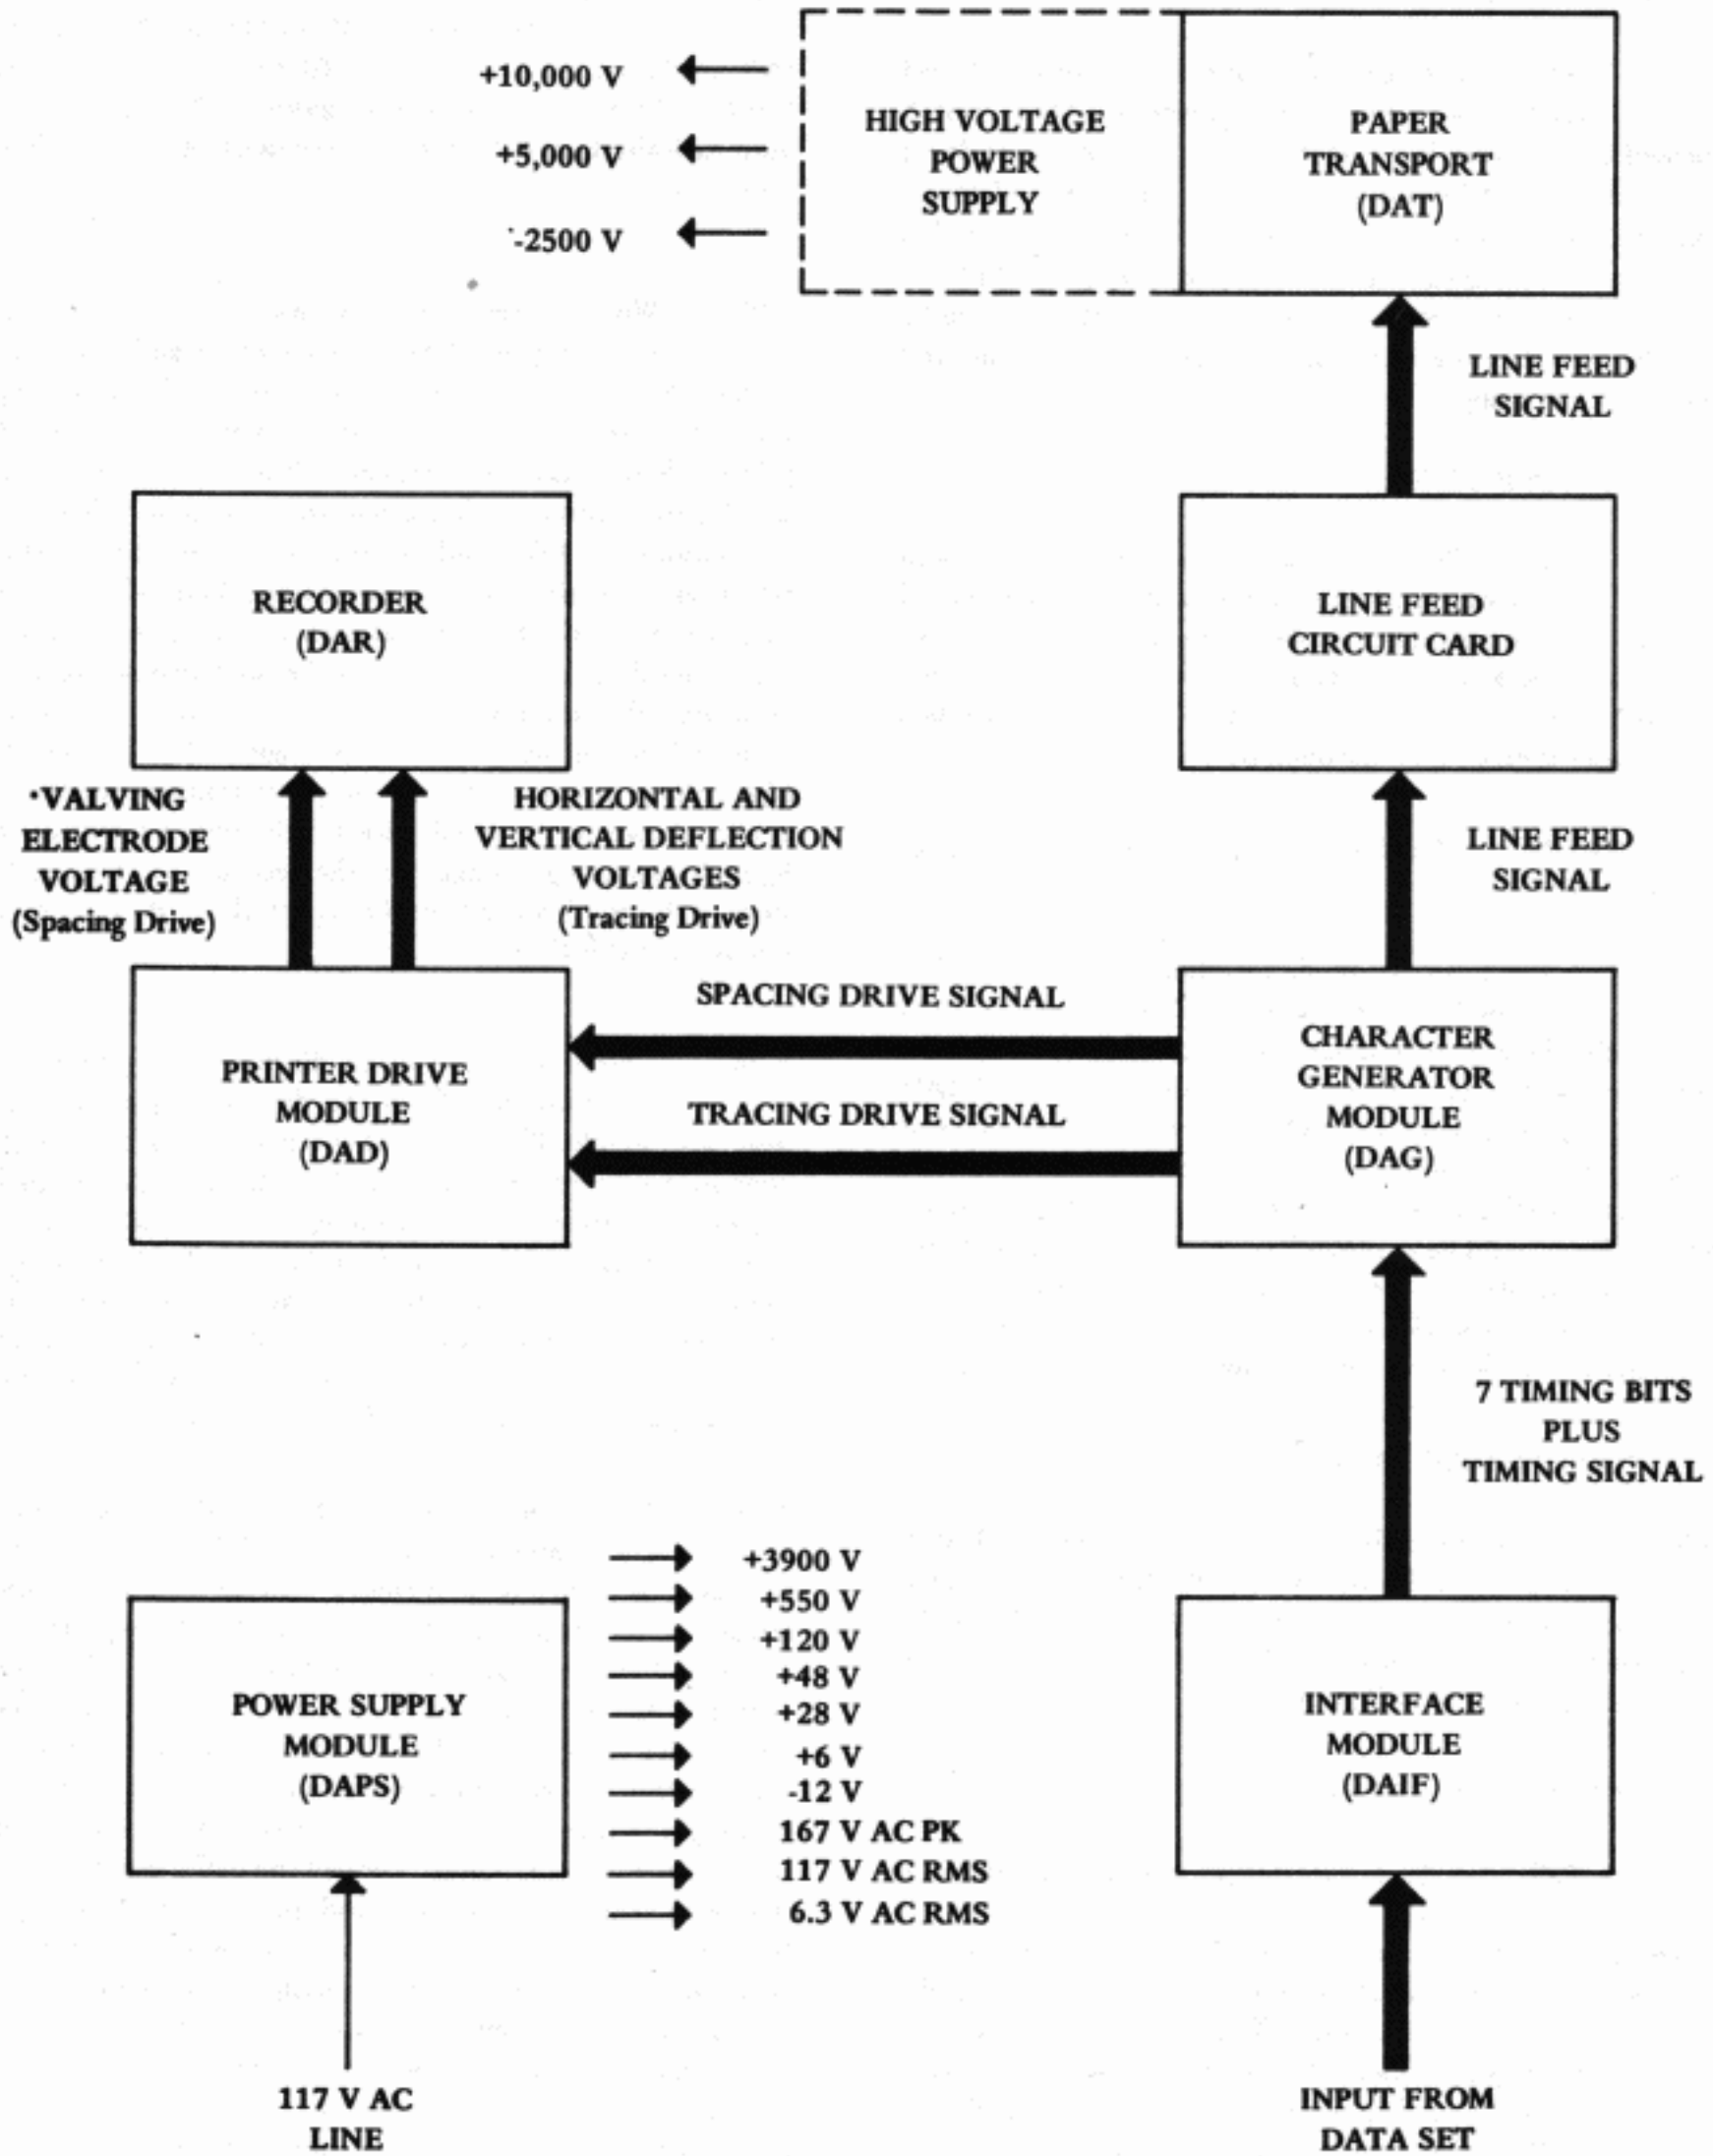 +10,000 V
+5,000 V
-2500 V
HIGH VOLTAGE
POWER
SUPPLY
PAPER
TRANSPORT
(DAT)
LINE FEED
SIGNAL
RECORDER
(DAR)
LINE FEED
CIRCUIT CARD
VALVING
ELECTRODE
VOLTAGE
(Spacing Drive)
HORIZONTAL AND
VERTICAL DEFLECTION
VOLTAGES
(Tracing Drive)
LINE FEED
SIGNAL
PRINTER DRIVE
MODULE
(DAD)
SPACING DRIVE SIGNAL
TRACING DRIVE SIGNAL
CHARACTER
GENERATOR
MODULE
(DAG)
7 TIMING BITS
PLUS
TIMING SIGNAL
POWER SUPPLY
MODULE
(DAPS)
+3900 V
+550 V
+120 V
+48 V
+28 V
+6 V
-12 V
167 V AC PK
117 V AC RMS
6.3 V AC RMS
INTERFACE
MODULE
(DAIF)
117 V AC
LINE
INPUT FROM
DATA SET